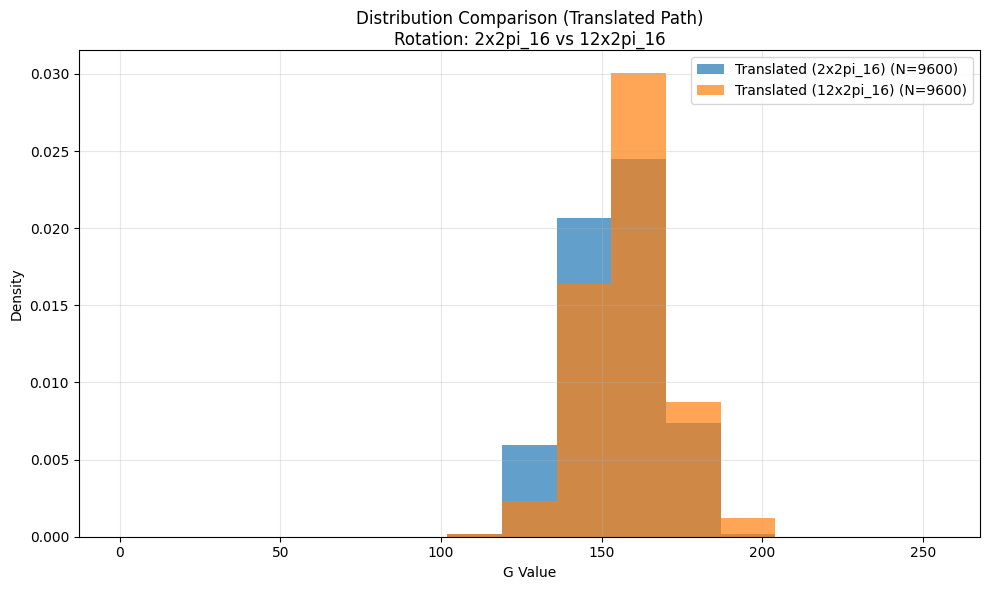 Distribution Comparison (Translated Path)
Rotation: 2x2pi_16 vs 12x2pi_16
Translated (2x2pi_16) (N=9600)
Translated (12x2pi_16) (N=9600)
Density
0.030
0.025
0.020
0.015
0.010
0.005
0.000
0 50 100 150 200 250
G Value